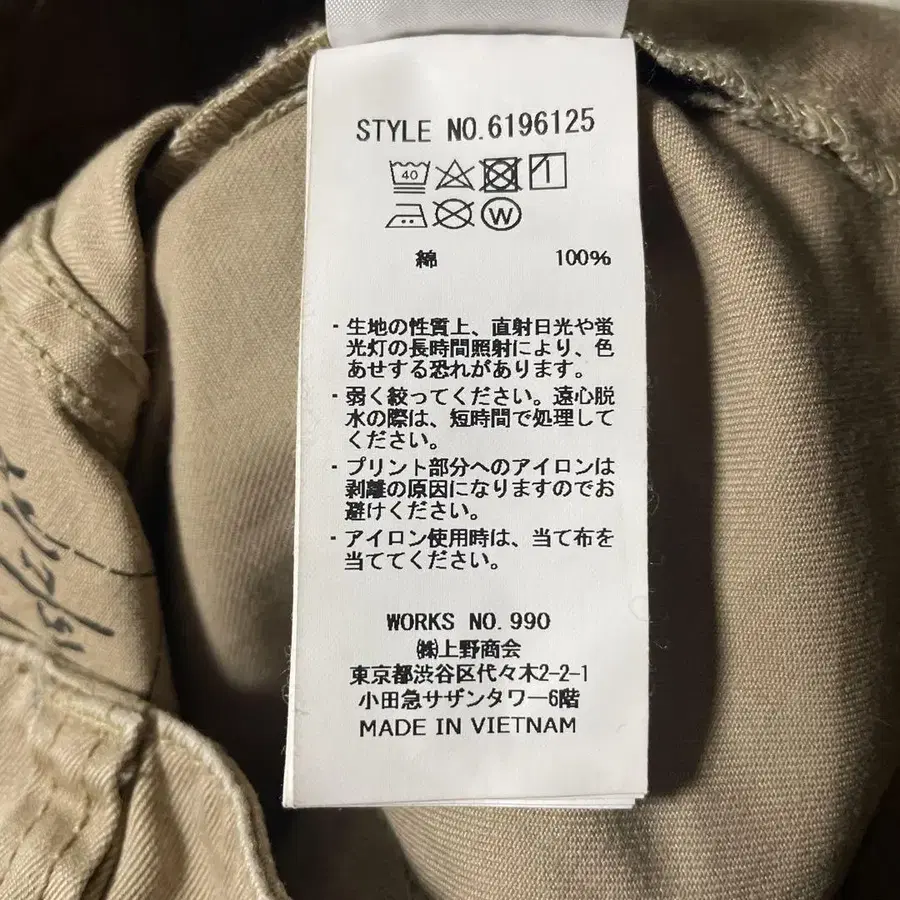 STYLE NO.6196125
40
W
綿 100%
・生地の性質上、直射日光や蛍
光灯の長時間照射により、色
あせする恐れがあります。
・弱く絞ってください。遠心脱
水の際は、短時間で処理して
ください。
・プリント部分へのアイロンは
剥離の原因になりますのでお
避けください。
・アイロン使用時は、当て布を
当ててください。
WORKS NO.990
㈱上野商会
東京都渋谷区代々木2-2-1
小田急サザンタワー6階
MADE IN VIETNAM